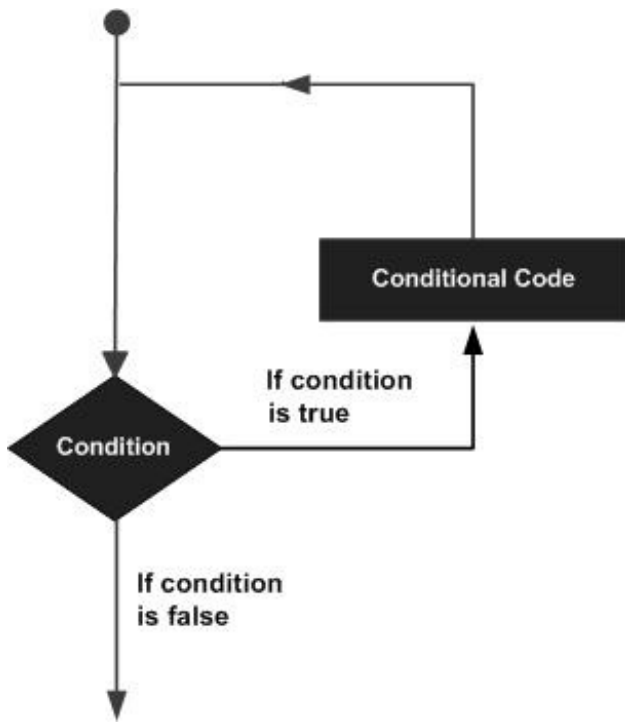 Conditional Code
If condition
is true
Condition
If condition
is false